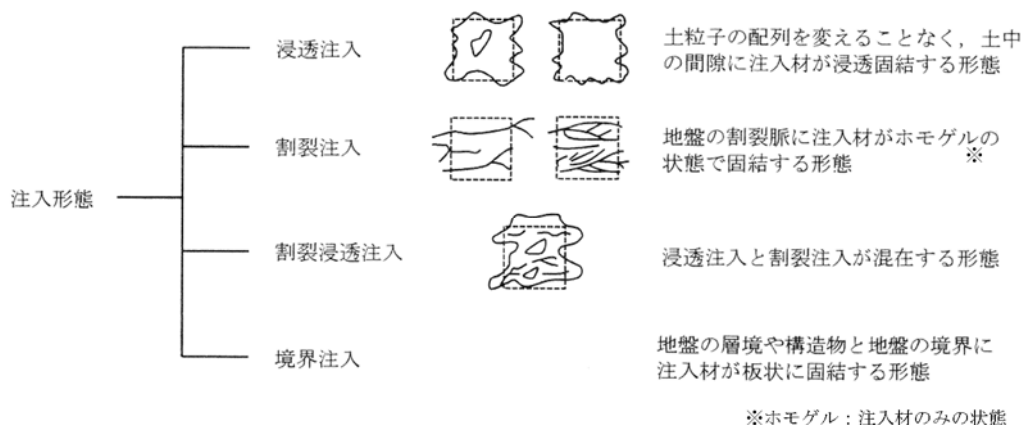 浸透注入
土粒子の配列を変えることなく，土中
の間隙に注入材が浸透固結する形態
割裂注入
地盤の割裂脈に注入材がホモゲルの
※
状態で固結する形態
注入形態
割裂浸透注入
浸透注入と割裂注入が混在する形態
境界注入
地盤の層境や構造物と地盤の境界に
注入材が板状に固結する形態
※ホモゲル：注入材のみの状態